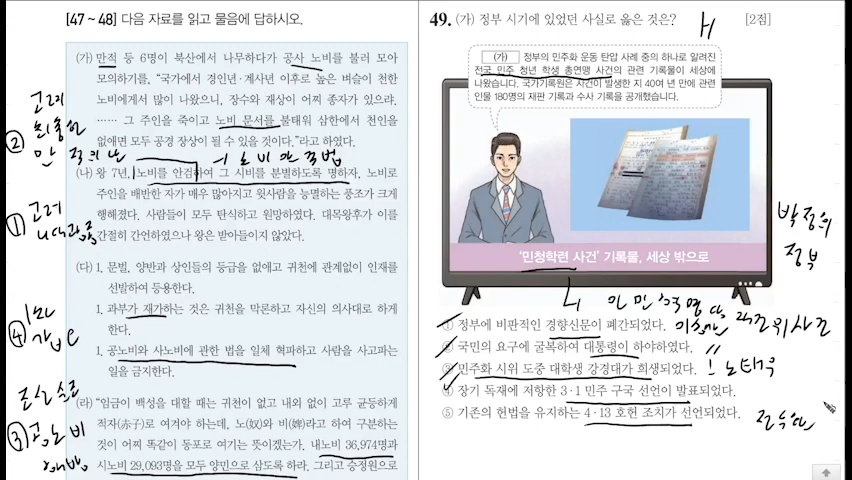 [47 ~ 48] 다음 자료를 읽고 물음에 답하시오.
(가) 만적 등 6명이 북산에서 나무하다가 공사 노비를 불러 모아
모의하기를, “국가에서 경인년·계사년 이후로 높은 벼슬이 천한
노비에게서 많이 나왔으니, 장수와 재상이 어찌 종자가 있으랴.
…… 그 주인을 죽이고 노비 문서를 불태워 삼한에서 천인을
없애면 모두 공경 장상이 될 수 있을 것이다.”라고 하였다.
(나) 왕 7년, 노비를 안검하여 그 시비를 분별하도록 명하자, 노비로
주인을 배반한 자가 매우 많아지고 윗사람을 능멸하는 풍조가 크게
행해졌다. 사람들이 모두 탄식하고 원망하였다. 대목왕후가 이를
간절히 간언하였으나 왕은 받아들이지 않았다.
(다) 1. 문벌, 양반과 상인들의 등급을 없애고 귀천에 관계없이 인재를
선발하여 등용한다.
1. 과부가 재가하는 것은 귀천을 막론하고 자신의 의사대로 하게
한다.
1. 공노비와 사노비에 관한 법을 일체 혁파하고 사람을 사고파는
일을 금지한다.
(라) “임금이 백성을 대할 때는 귀천이 없고 내외 없이 고루 균등하게
적자(赤子)로 여겨야 하는데, 노(奴)와 비(婢)라고 하여 구분하는
것이 어찌 똑같이 동포로 여기는 뜻이겠는가. 내노비 36,974명과
시노비 29,093명을 모두 양민으로 삼도록 하라. 그리고 승정원으로
고려
②
①
고려
④
③
49. (가) 정부 시기에 있었던 사실로 옳은 것은? [2점]
(가) 정부의 민주화 운동 탄압 사례 중의 하나로 알려진
전국 민주 청년 학생 총연맹 사건의 관련 기록물이 세상에
나왔습니다. 국가기록원은 사건이 발생한 지 40여 년 만에 관련
인물 180명의 재판 기록과 수사 기록을 공개했습니다.
‘민청학련 사건’ 기록물, 세상 밖으로
박정희
정부
① 정부에 비판적인 경향신문이 폐간되었다.
② 국민의 요구에 굴복하여 대통령이 하야하였다.
③ 민주화 시위 도중 대학생 강경대가 희생되었다.
노태우
④ 장기 독재에 저항한 3·1 민주 구국 선언이 발표되었다.
⑤ 기존의 헌법을 유지하는 4·13 호헌 조치가 선언되었다.